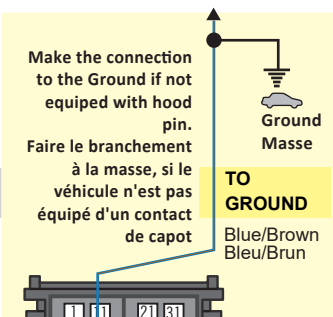 Make the connection
to the Ground if not
equiped with hood
pin.
Faire le branchement
à la masse, si le
véhicule n'est pas
équipé d'un contact
de capot
Ground
Masse
TO
GROUND
Blue/Brown
Bleu/Brun
1 11 21 31